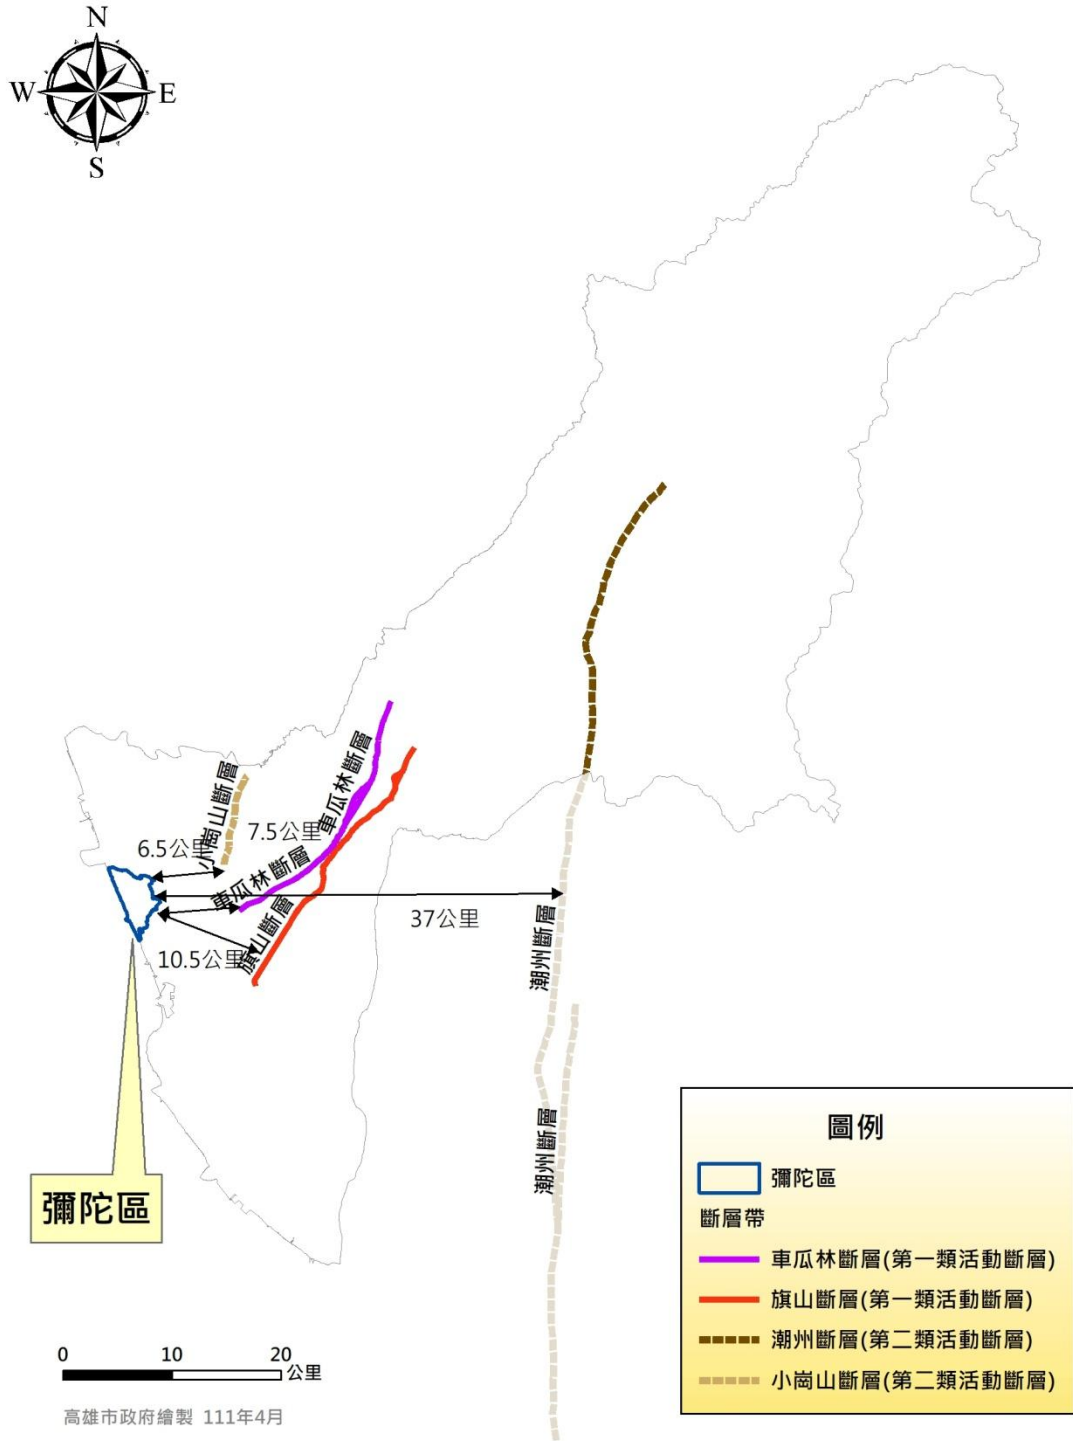 N
W E
S
小崗山斷層
車瓜林斷層
7.5公里
6.5公里
車瓜林斷層
旗山斷層
37公里
10.5公里
潮州斷層
潮州斷層
彌陀區
圖例
彌陀區
斷層帶
車瓜林斷層(第一類活動斷層)
旗山斷層(第一類活動斷層)
潮州斷層(第二類活動斷層)
小崗山斷層(第二類活動斷層)
0 10 20
公里
高雄市政府繪製 111年4月